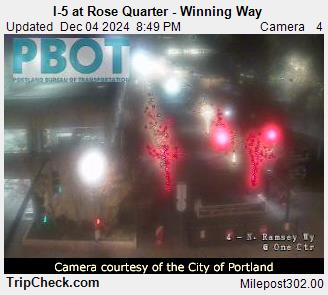 I-5 at Rose Quarter - Winning Way
Updated Dec 04 2024 8:49 PM Camera 4
PBOT
PORTLAND BUREAU OF TRANSPORTATION
4 - N. Ramsey Wy
@ One Ctr
Camera courtesy of the City of Portland
TripCheck.com Milepost302.00